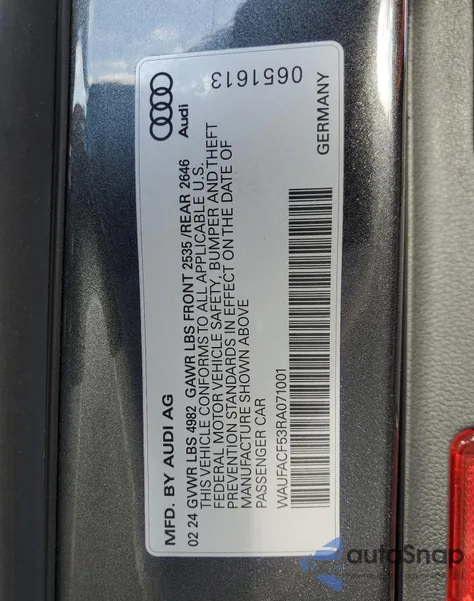 MFD. BY AUDI AG
Audi
02 24 GVWR LBS 4982 GAWR LBS FRONT 2535 /REAR 2646
THIS VEHICLE CONFORMS TO ALL APPLICABLE U.S.
FEDERAL MOTOR VEHICLE SAFETY, BUMPER AND THEFT
PREVENTION STANDARDS IN EFFECT ON THE DATE OF
MANUFACTURE SHOWN ABOVE
PASSENGER CAR
WAUFACF53RA071001
GERMANY
0651613
autoSnap